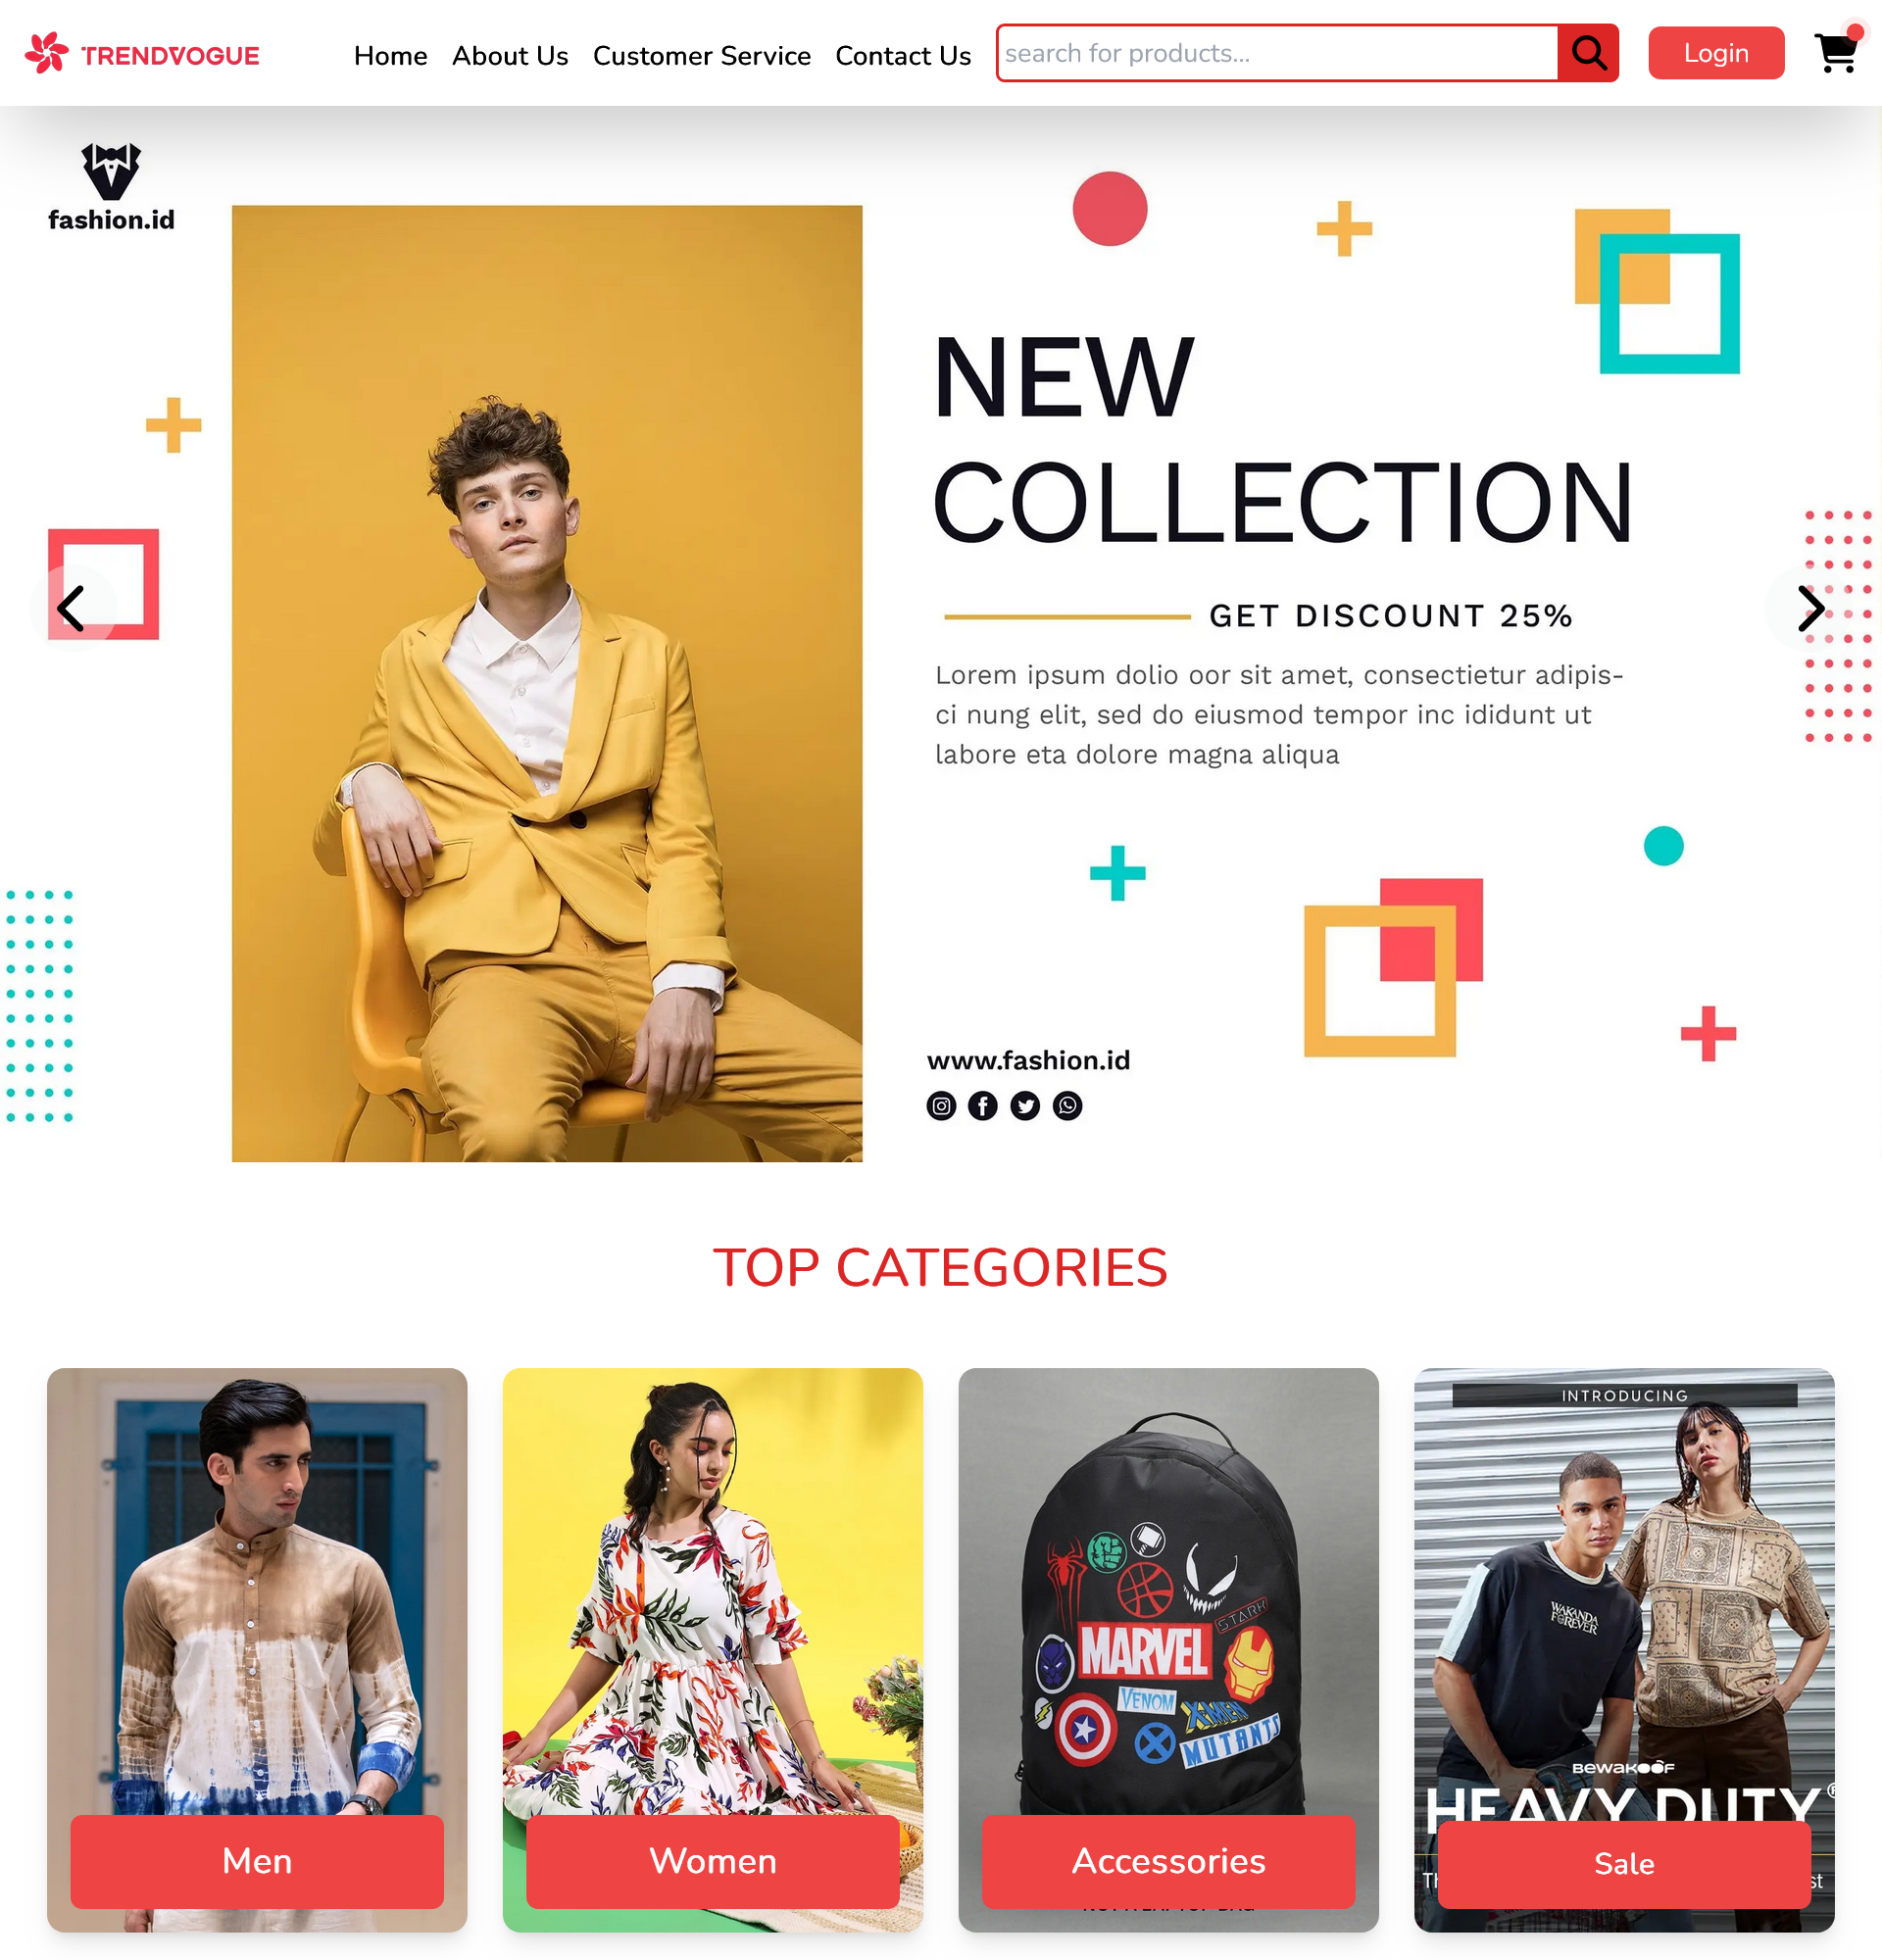 TRENDVOGUE
Home About Us Customer Service Contact Us
search for products...
Login
fashion.id
NEW
COLLECTION
GET DISCOUNT 25%
Lorem ipsum dolio oor sit amet, consectietur adipis-
ci nung elit, sed do eiusmod tempor inc ididunt ut
labore eta dolore magna aliqua
www.fashion.id
TOP CATEGORIES
Men
Women
STARK
MARVEL
VENOM
X-MEN
MUTANTS
Accessories
INTRODUCING
WAKANDA
FOREVER
BEWAKOOF
HEAVY DUTY®
Sale